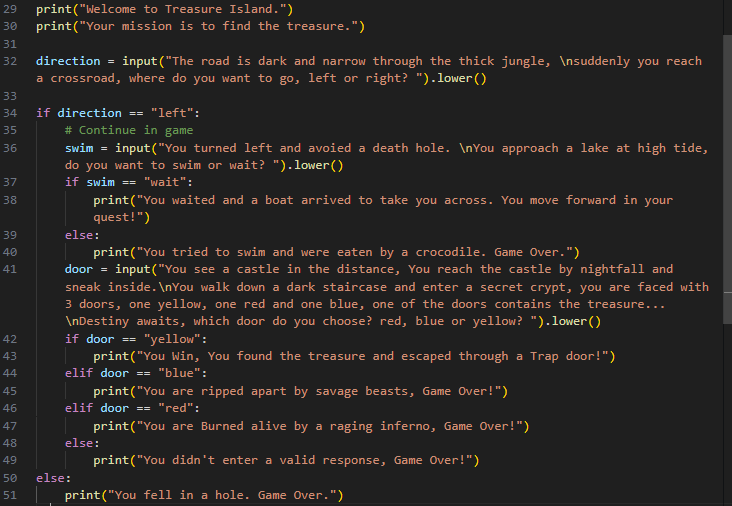 29 print("Welcome to Treasure Island.")
30 print("Your mission is to find the treasure.")
31
32 direction = input("The road is dark and narrow through the thick jungle, \nsuddenly you reach
a crossroad, where do you want to go, left or right? ").lower()
33
34 if direction == "left":
35 # Continue in game
36 swim = input("You turned left and avoied a death hole. \nYou approach a lake at high tide,
do you want to swim or wait? ").lower()
37 if swim == "wait":
38 print("You waited and a boat arrived to take you across. You move forward in your
quest!")
39 else:
40 print("You tried to swim and were eaten by a crocodile. Game Over.")
41 door = input("You see a castle in the distance, You reach the castle by nightfall and
sneak inside.\nYou walk down a dark staircase and enter a secret crypt, you are faced with
3 doors, one yellow, one red and one blue, one of the doors contains the treasure...
\nDestiny awaits, which door do you choose? red, blue or yellow? ").lower()
42 if door == "yellow":
43 print("You Win, You found the treasure and escaped through a Trap door!")
44 elif door == "blue":
45 print("You are ripped apart by savage beasts, Game Over!")
46 elif door == "red":
47 print("You are Burned alive by a raging inferno, Game Over!")
48 else:
49 print("You didn't enter a valid response, Game Over!")
50 else:
51 print("You fell in a hole. Game Over.")